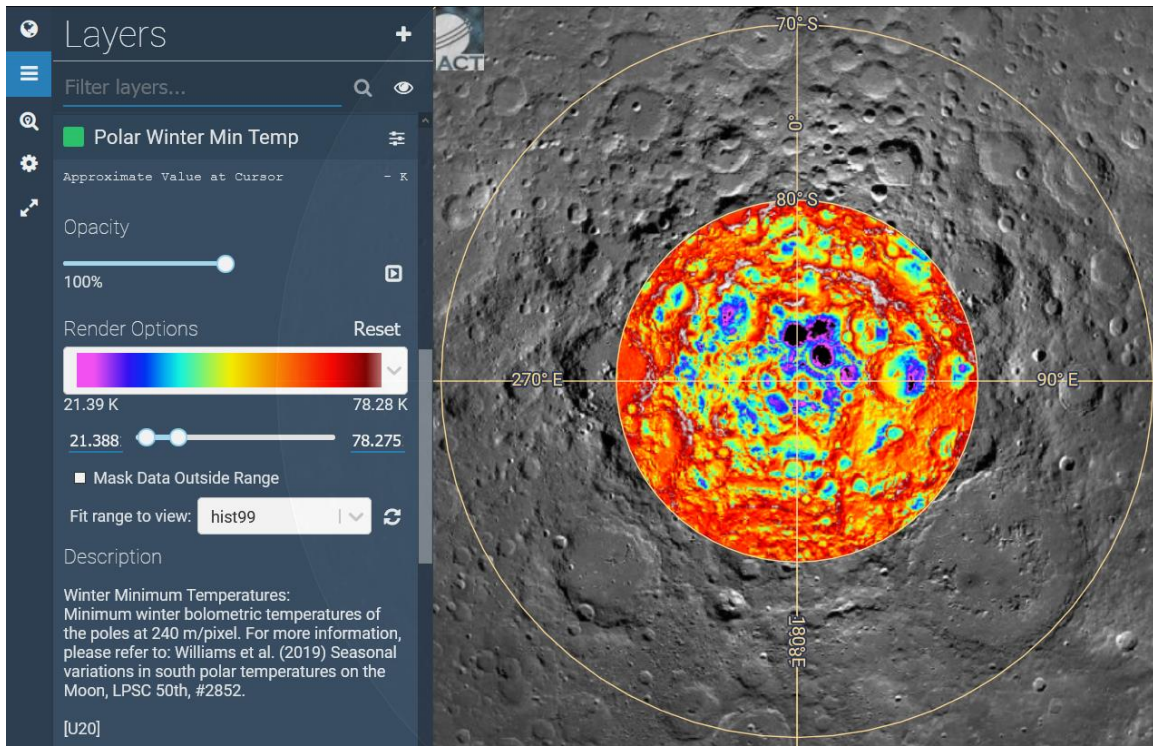 Layers
+
Filter layers...
ACT
Polar Winter Min Temp
Approximate Value at Cursor - K
Opacity
100%
Render Options Reset
21.39 K 78.28 K
21.388 78.275
Mask Data Outside Range
Fit range to view: hist99
Description
Winter Minimum Temperatures:
Minimum winter bolometric temperatures of
the poles at 240 m/pixel. For more information,
please refer to: Williams et al. (2019) Seasonal
variations in south polar temperatures on the
Moon, LPSC 50th, #2852.
[U20]
70° S
0°
80° S
270° E
90° E